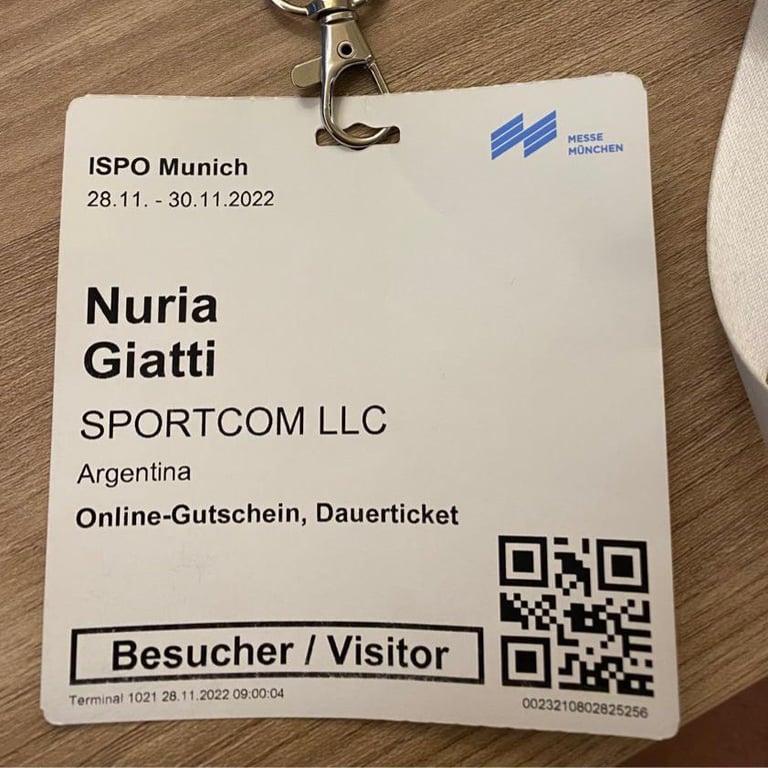 MESSE
MÜNCHEN
ISPO Munich
28.11. - 30.11.2022
Nuria
Giatti
SPORTCOM LLC
Argentina
Online-Gutschein, Dauerticket
Besucher / Visitor
Terminal 1021 28.11.2022 09:00:04
0023210802825256